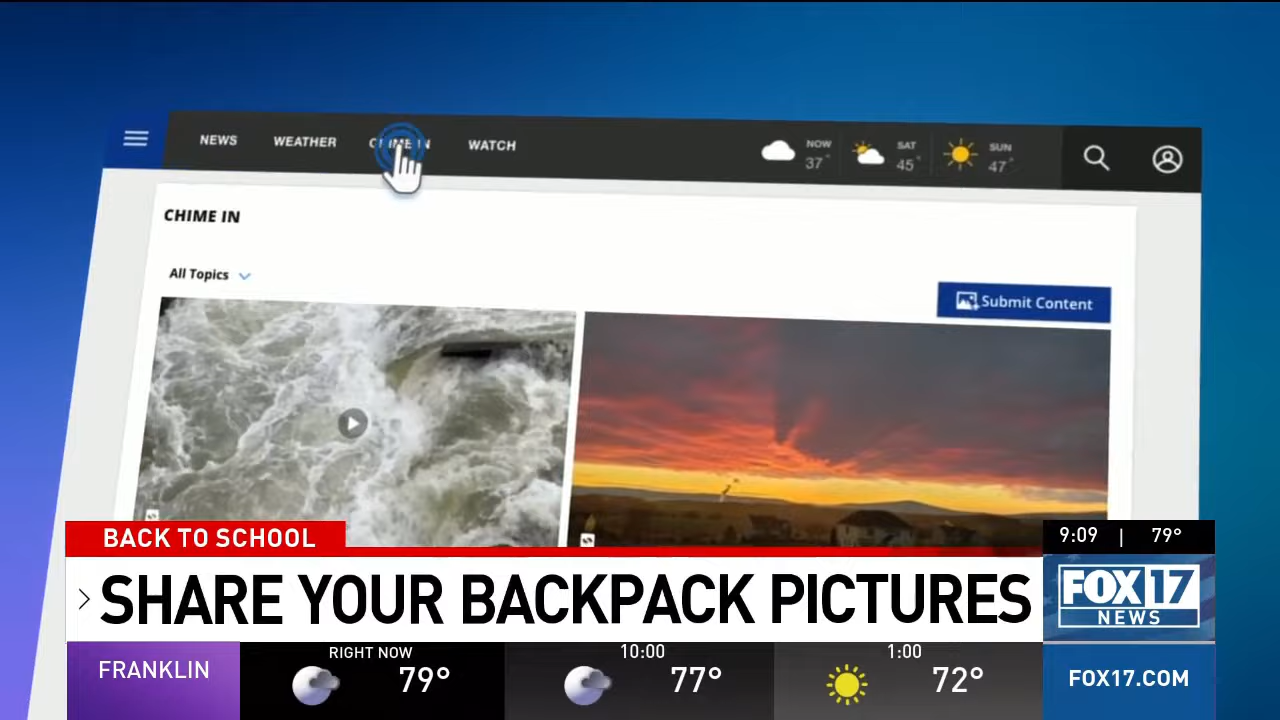 NEWS WEATHER CHIME IN WATCH NOW 37° SAT 45° SUN 47°
CHIME IN
All Topics
Submit Content
BACK TO SCHOOL
9:09 | 79°
SHARE YOUR BACKPACK PICTURES
FOX 17
NEWS
FRANKLIN
RIGHT NOW
79°
10:00
77°
1:00
72°
FOX17.COM